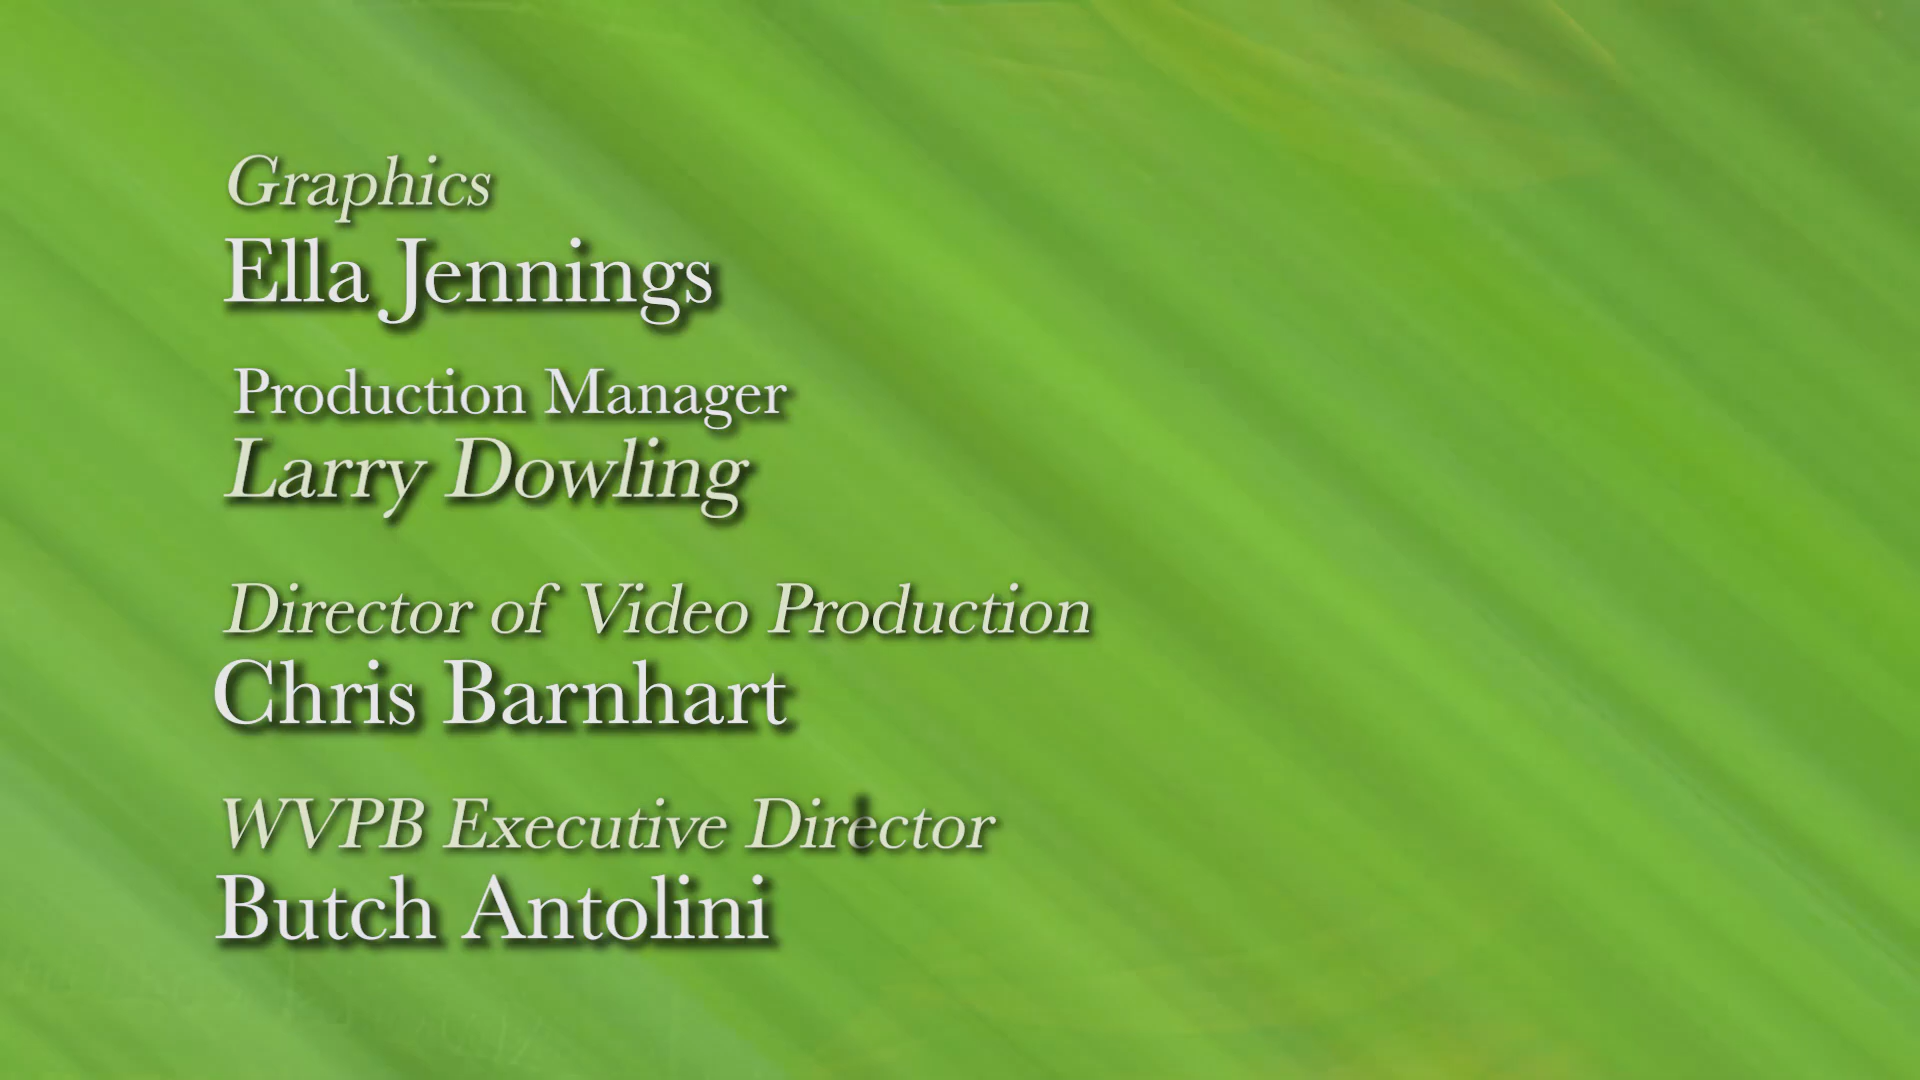 Graphics
Ella Jennings
Production Manager
Larry Dowling
Director of Video Production
Chris Barnhart
WVPB Executive Director
Butch Antolini